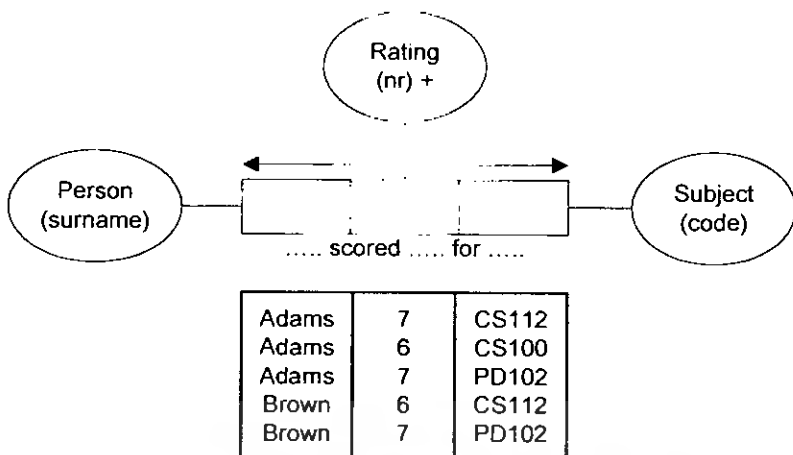 Rating
(nr) +
Person
(surname)
Subject
(code)
..... scored ..... for .....
Adams 7 CS112
Adams 6 CS100
Adams 7 PD102
Brown 6 CS112
Brown 7 PD102